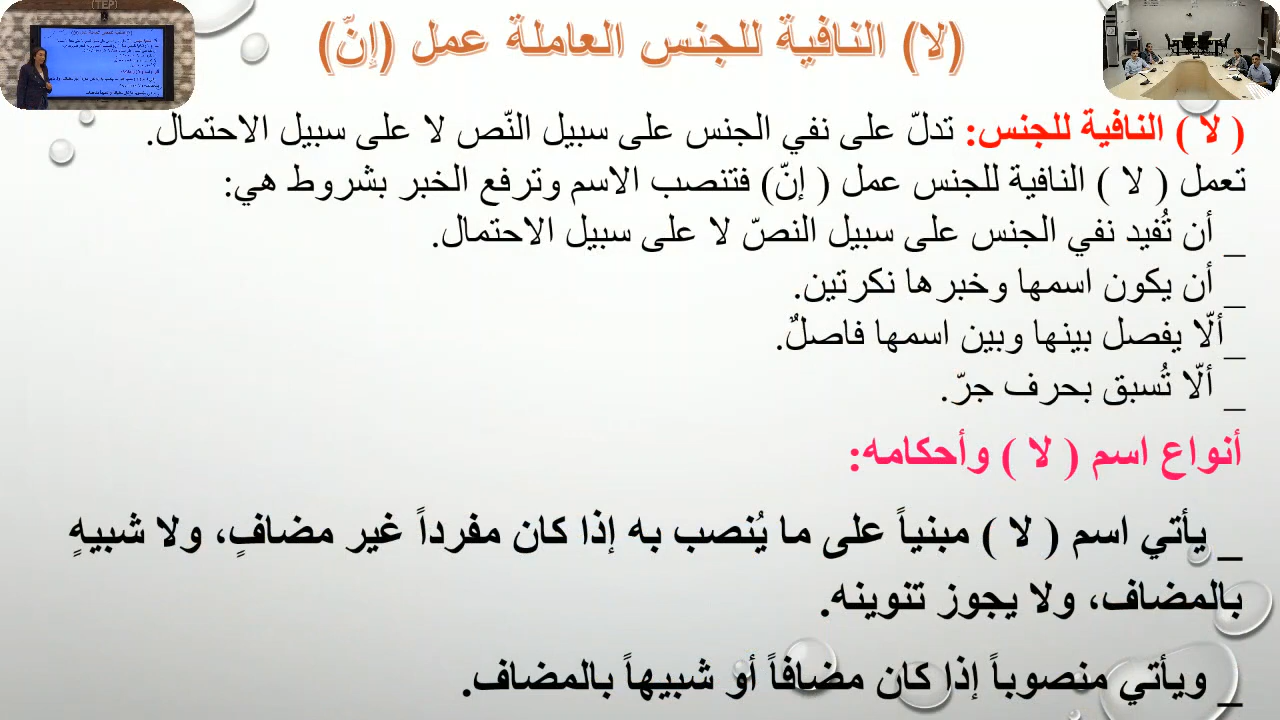 (لا) النافية للجنس العاملة عمل (إنّ)
( لا ) النافية للجنس: تدلّ على نفي الجنس على سبيل النّص لا على سبيل الاحتمال.
تعمل ( لا ) النافية للجنس عمل ( إنّ) فتنصب الاسم وترفع الخبر بشروط هي:
_ أن تُفيد نفي الجنس على سبيل النصّ لا على سبيل الاحتمال.
_ أن يكون اسمها وخبرها نكرتين.
_ ألّا يفصل بينها وبين اسمها فاصلٌ.
_ ألّا تُسبق بحرف جرّ.
أنواع اسم ( لا ) وأحكامه:
_ يأتي اسم ( لا ) مبنياً على ما يُنصب به إذا كان مفرداً غير مضافٍ، ولا شبيهٍ
بالمضاف، ولا يجوز تنوينه.
_ ويأتي منصوباً إذا كان مضافاً أو شبيهاً بالمضاف.
(TEP)